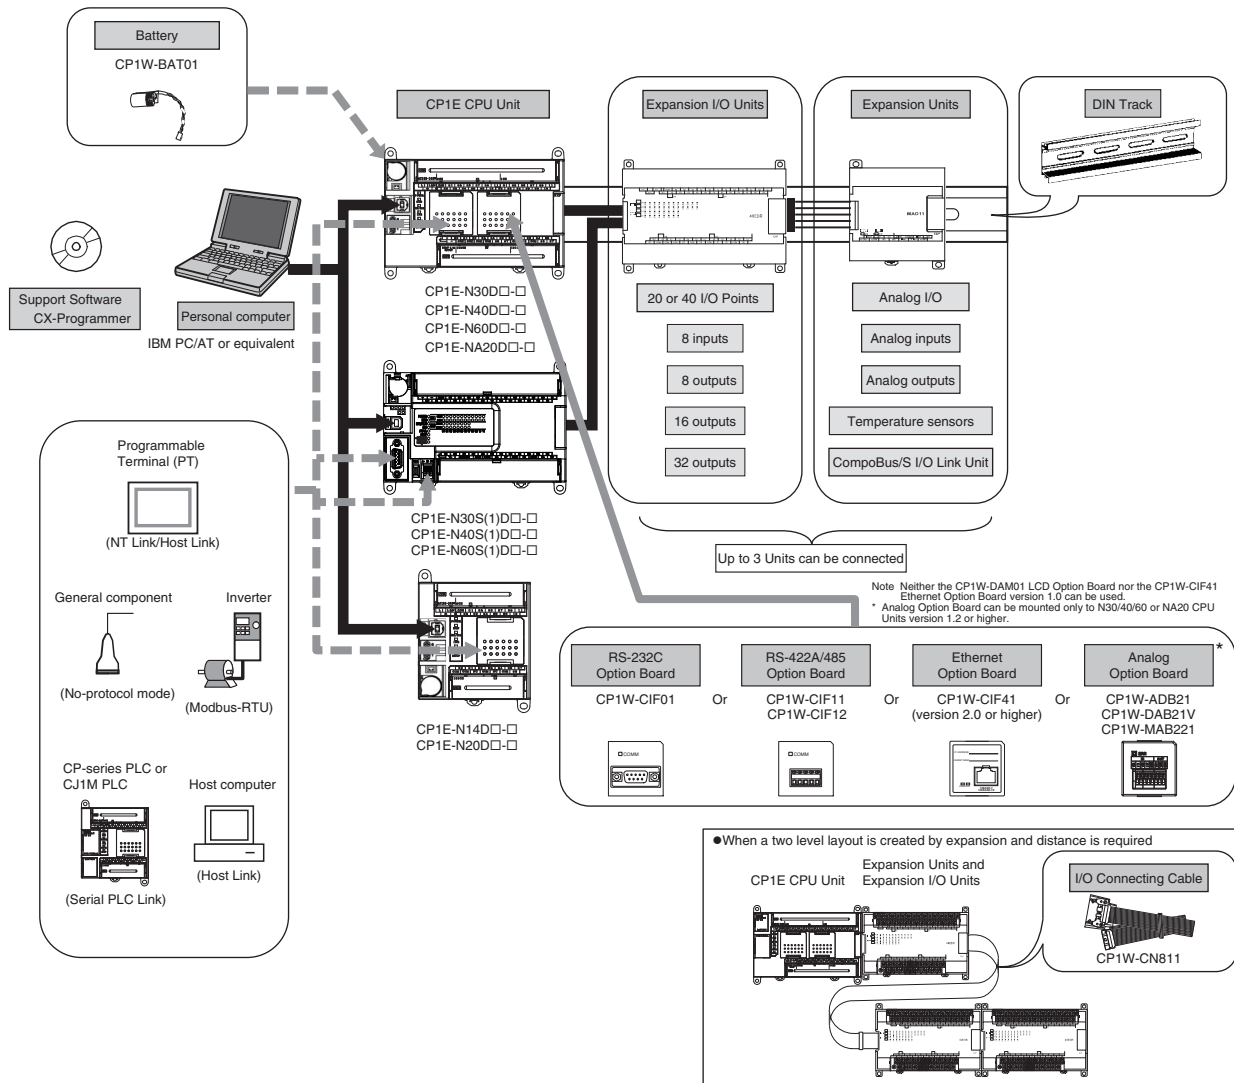 Battery
CP1W-BAT01
CP1E CPU Unit
Expansion I/O Units
Expansion Units
DIN Track
MAD11
Support Software
CX-Programmer
Personal computer
IBM PC/AT or equivalent
CP1E-N30D□-□
CP1E-N40D□-□
CP1E-N60D□-□
CP1E-NA20D□-□
20 or 40 I/O Points
8 inputs
8 outputs
16 outputs
32 outputs
Analog I/O
Analog inputs
Analog outputs
Temperature sensors
CompoBus/S I/O Link Unit
Programmable
Terminal (PT)
(NT Link/Host Link)
General component
(No-protocol mode)
Inverter
(Modbus-RTU)
CP-series PLC or
CJ1M PLC
(Serial PLC Link)
Host computer
(Host Link)
CP1E-N30S(1)D□-□
CP1E-N40S(1)D□-□
CP1E-N60S(1)D□-□
CP1E-N14D□-□
CP1E-N20D□-□
Up to 3 Units can be connected
Note Neither the CP1W-DAM01 LCD Option Board nor the CP1W-CIF41
Ethernet Option Board version 1.0 can be used.
* Analog Option Board can be mounted only to N30/40/60 or NA20 CPU
Units version 1.2 or higher.
RS-232C
Option Board
CP1W-CIF01
COMM
Or
RS-422A/485
Option Board
CP1W-CIF11
CP1W-CIF12
COMM
Or
Ethernet
Option Board
CP1W-CIF41
(version 2.0 or higher)
Or
Analog
Option Board
*
CP1W-ADB21
CP1W-DAB21V
CP1W-MAB221
●When a two level layout is created by expansion and distance is required
CP1E CPU Unit
Expansion Units and
Expansion I/O Units
I/O Connecting Cable
CP1W-CN811